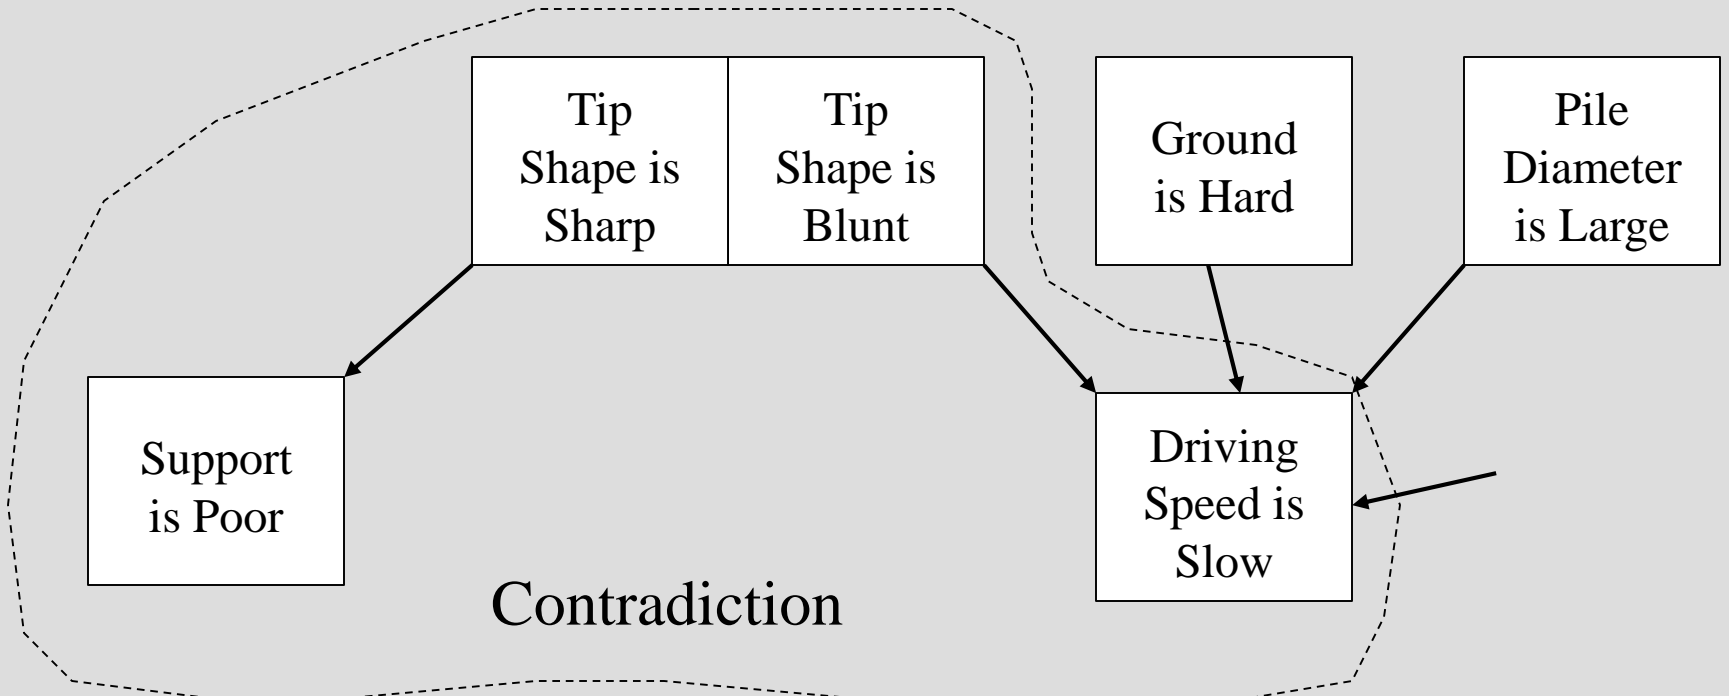 Tip
Shape is
Sharp
Tip
Shape is
Blunt
Ground
is Hard
Pile
Diameter
is Large
Support
is Poor
Driving
Speed is
Slow
Contradiction